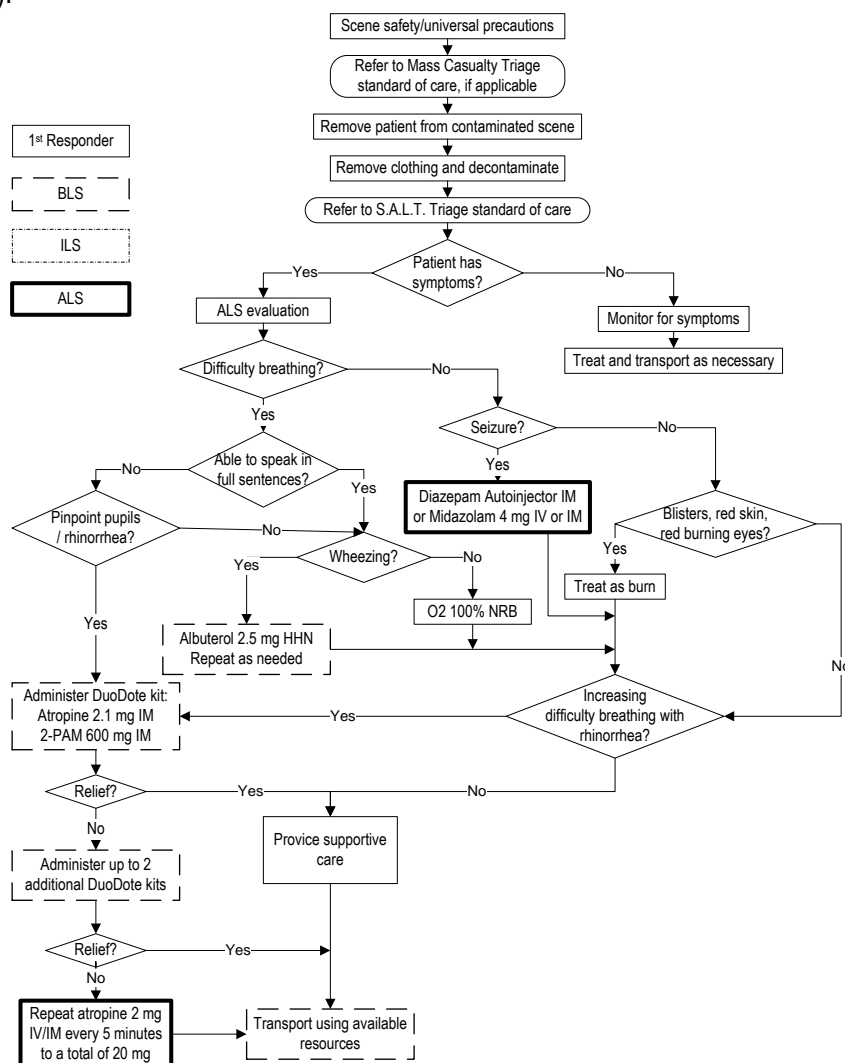 Scene safety/universal precautions
Refer to Mass Casualty Triage
standard of care, if applicable
Remove patient from contaminated scene
Remove clothing and decontaminate
Refer to S.A.L.T. Triage standard of care
1st Responder
BLS
ILS
ALS
Patient has
symptoms?
Yes
No
ALS evaluation
Monitor for symptoms
Treat and transport as necessary
Difficulty breathing?
No
Yes
Seizure?
No
Yes
Able to speak in
full sentences?
No
Yes
Diazepam Autoinjector IM
or Midazolam 4 mg IV or IM
Blisters, red skin,
red burning eyes?
Yes
No
Pinpoint pupils
/ rhinorrhea?
No
Yes
Wheezing?
Yes
No
Treat as burn
O2 100% NRB
Albuterol 2.5 mg HHN
Repeat as needed
Administer DuoDote kit:
Atropine 2.1 mg IM
2-PAM 600 mg IM
Increasing
difficulty breathing with
rhinorrhea?
Yes
No
Relief?
Yes
No
Provice supportive
care
Administer up to 2
additional DuoDote kits
Relief?
Yes
No
Repeat atropine 2 mg
IV/IM every 5 minutes
to a total of 20 mg
Transport using available
resources